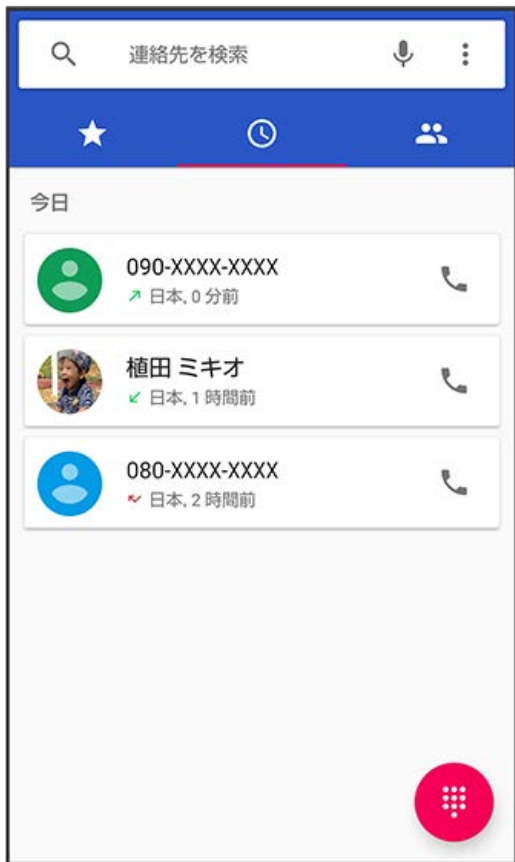 連絡先を検索
今日
090-XXXX-XXXX
日本, 0 分前
植田 ミキオ
日本, 1 時間前
080-XXXX-XXXX
日本, 2 時間前